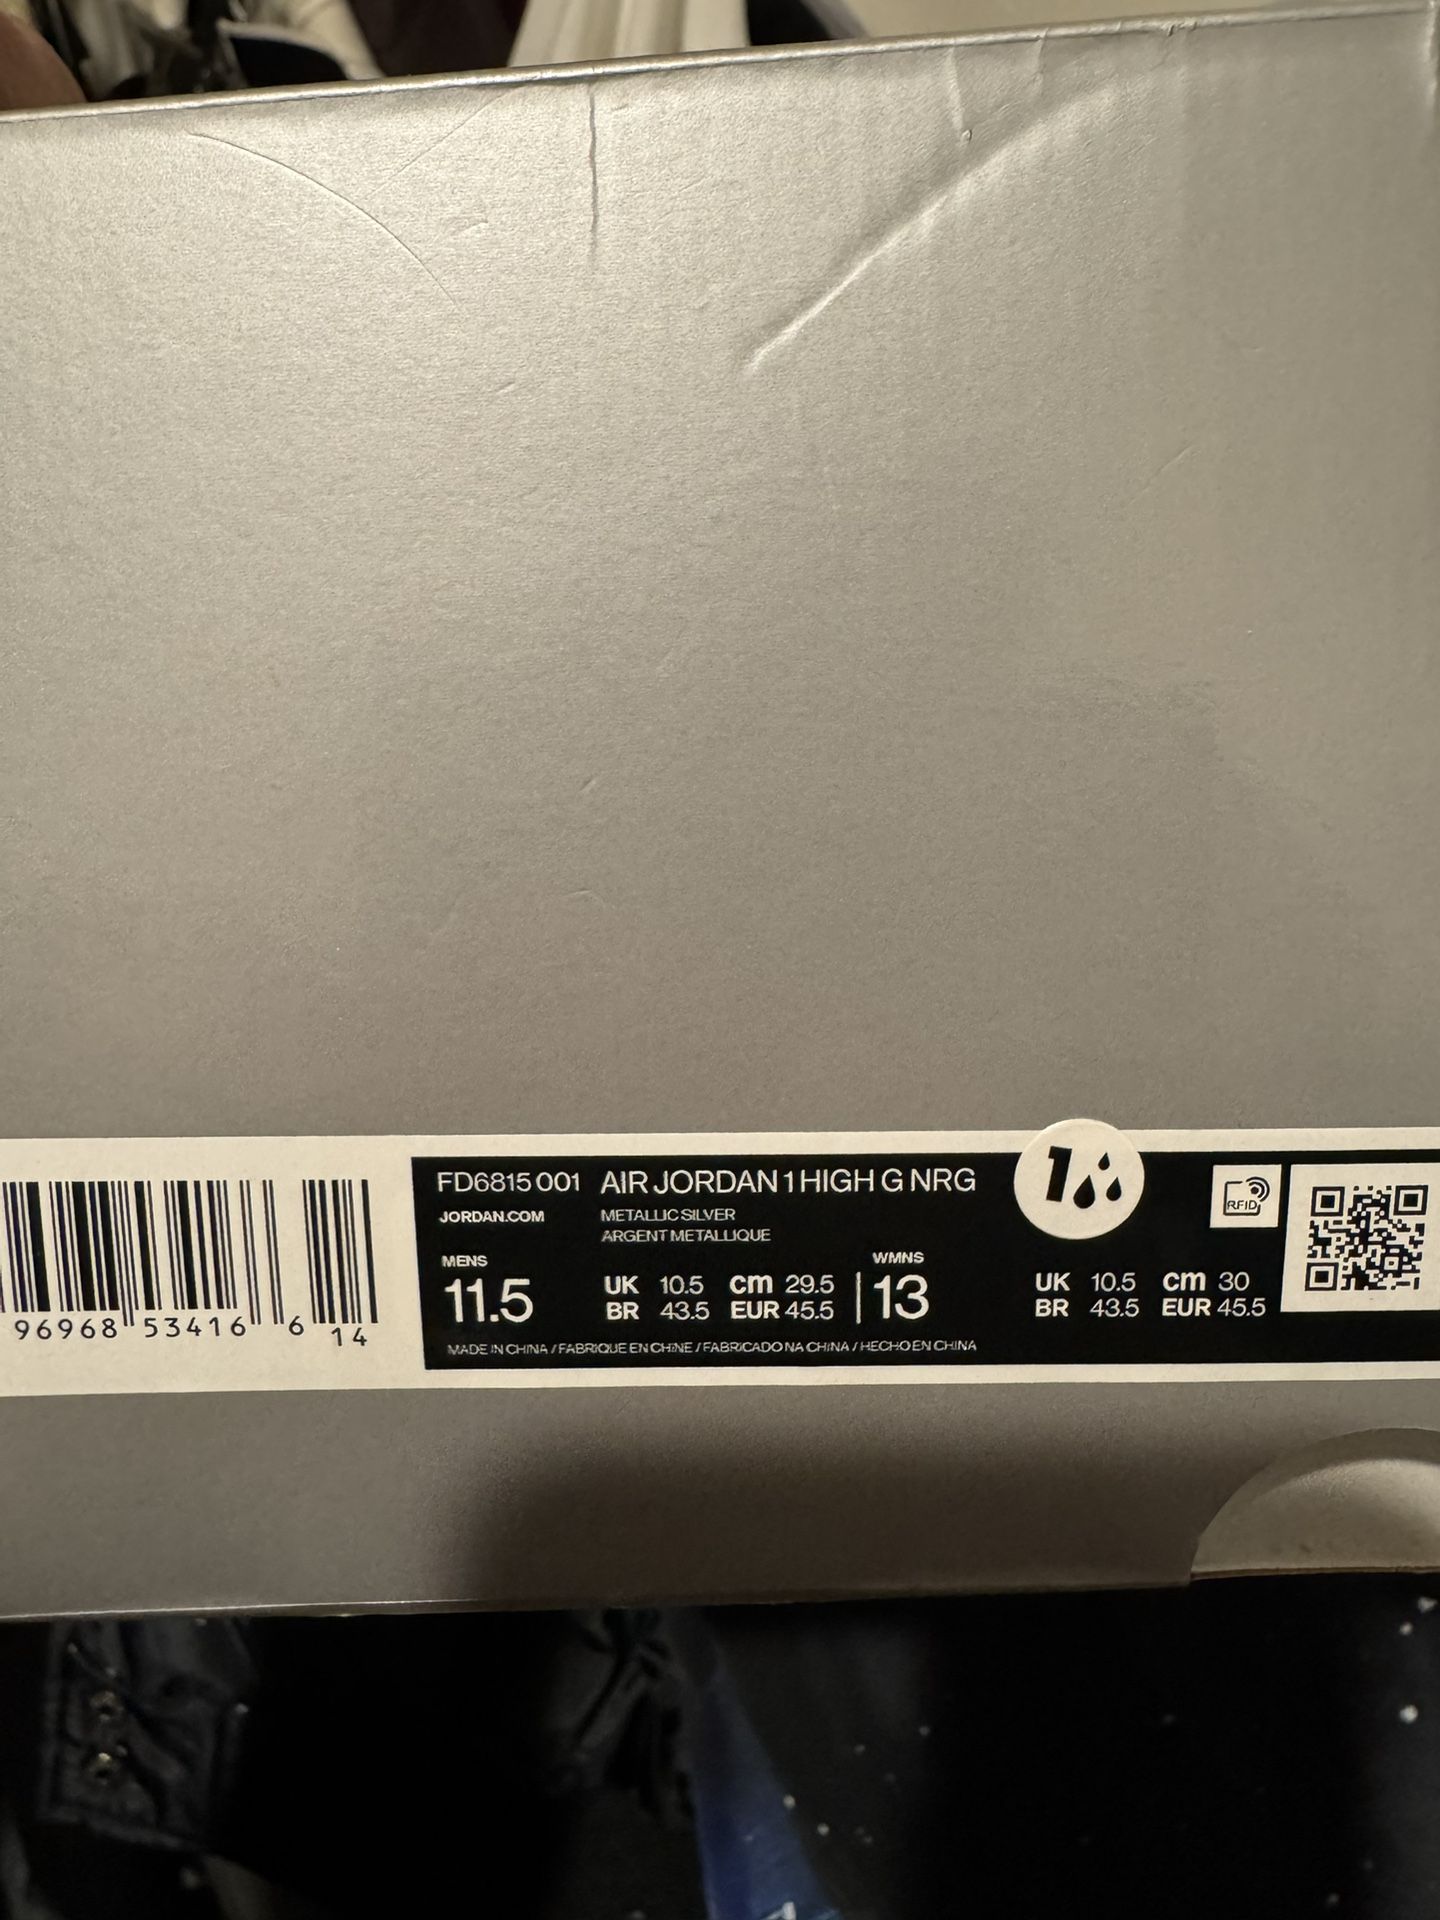 FD6815 001 AIR JORDAN 1 HIGH G NRG
JORDAN.COM METALLIC SILVER
ARGENT METALLIQUE
MENS
11.5
UK 10.5 cm 29.5
BR 43.5 EUR 45.5
WMNS
13
UK 10.5 cm 30
BR 43.5 EUR 45.5
MADE IN CHINA / FABRIQUE EN CHINE / FABRICADO NA CHINA / HECHO EN CHINA
1
RFID
96968 53416 6 14